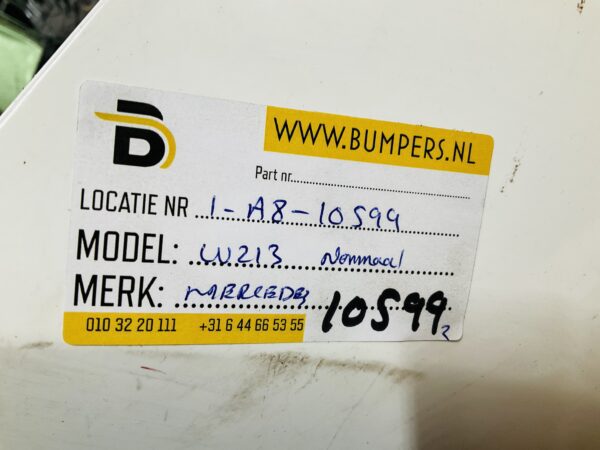 WWW.BUMPERS.NL
Part nr.....................................................
LOCATIE NR 1-A8-10599
MODEL: W213 Normaal
MERK: MERCEDES
010 32 20 111 +31 6 44 66 53 55 10599
2